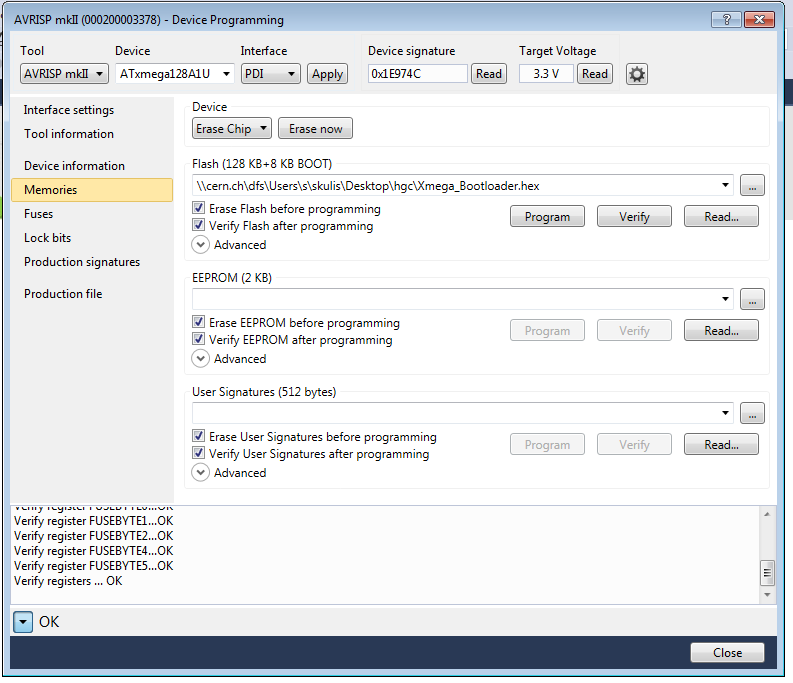 AVRISP mkII (000200003378) - Device Programming
Tool Device Interface Device signature Target Voltage
AVRISP mkII ATxmega128A1U PDI Apply 0x1E974C Read 3.3 V Read
Interface settings
Tool information
Device information
Memories
Fuses
Lock bits
Production signatures
Production file
Device
Erase Chip Erase now
Flash (128 KB+8 KB BOOT)
\\cern.ch\dfs\Users\s\skulis\Desktop\hgc\Xmega_Bootloader.hex ...
Erase Flash before programming
Verify Flash after programming
Program Verify Read...
Advanced
EEPROM (2 KB)
...
Erase EEPROM before programming
Verify EEPROM after programming
Program Verify Read...
Advanced
User Signatures (512 bytes)
...
Erase User Signatures before programming
Verify User Signatures after programming
Program Verify Read...
Advanced
Verify register FUSEBYTE0...OK
Verify register FUSEBYTE1...OK
Verify register FUSEBYTE2...OK
Verify register FUSEBYTE4...OK
Verify register FUSEBYTE5...OK
Verify registers ... OK
OK
Close